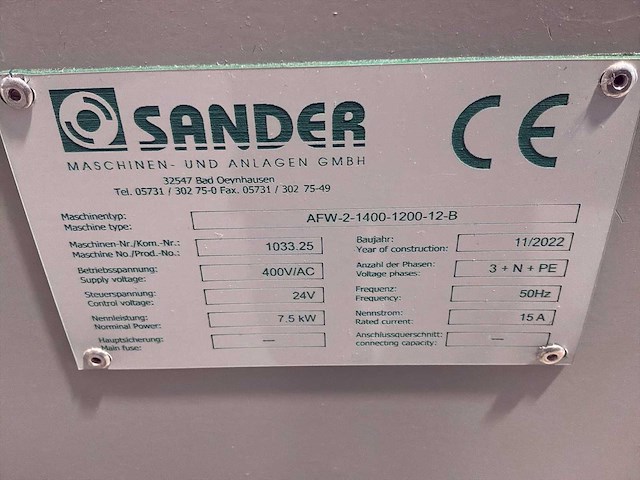 SANDER
MASCHINEN- UND ANLAGEN GMBH
32547 Bad Oeynhausen
Tel. 05731 / 302 75-0 Fax. 05731 / 302 75-49
CE
Maschinentyp: AFW-2-1400-1200-12-B
Machine type:
Maschinen-Nr./Kom.-Nr.: 1033.25
Machine No./Prod.-No.:
Baujahr: 11/2022
Year of construction:
Betriebsspannung: 400V/AC
Supply voltage:
Anzahl der Phasen: 3 + N + PE
Voltage phases:
Steuerspannung: 24V
Control voltage:
Frequenz: 50Hz
Frequency:
Nennleistung: 7.5 kW
Norminal Power:
Nennstrom: 15 A
Rated current:
Hauptsicherung: —
Main fuse:
Anschlussquerschnitt: —
connecting capacity: